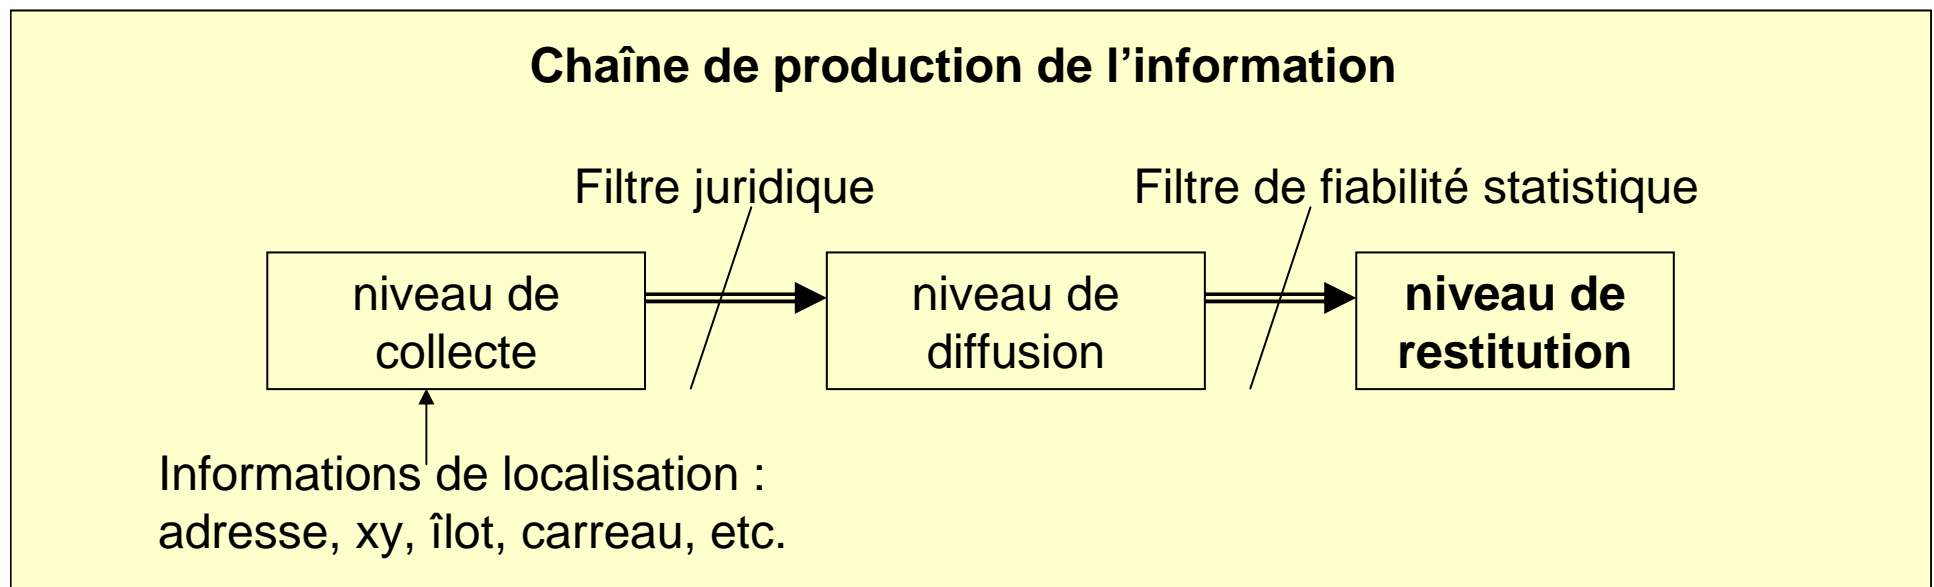 Chaîne de production de l’information
Filtre juridique
Filtre de fiabilité statistique
niveau de
collecte
niveau de
diffusion
niveau de
restitution
Informations de localisation :
adresse, xy, îlot, carreau, etc.